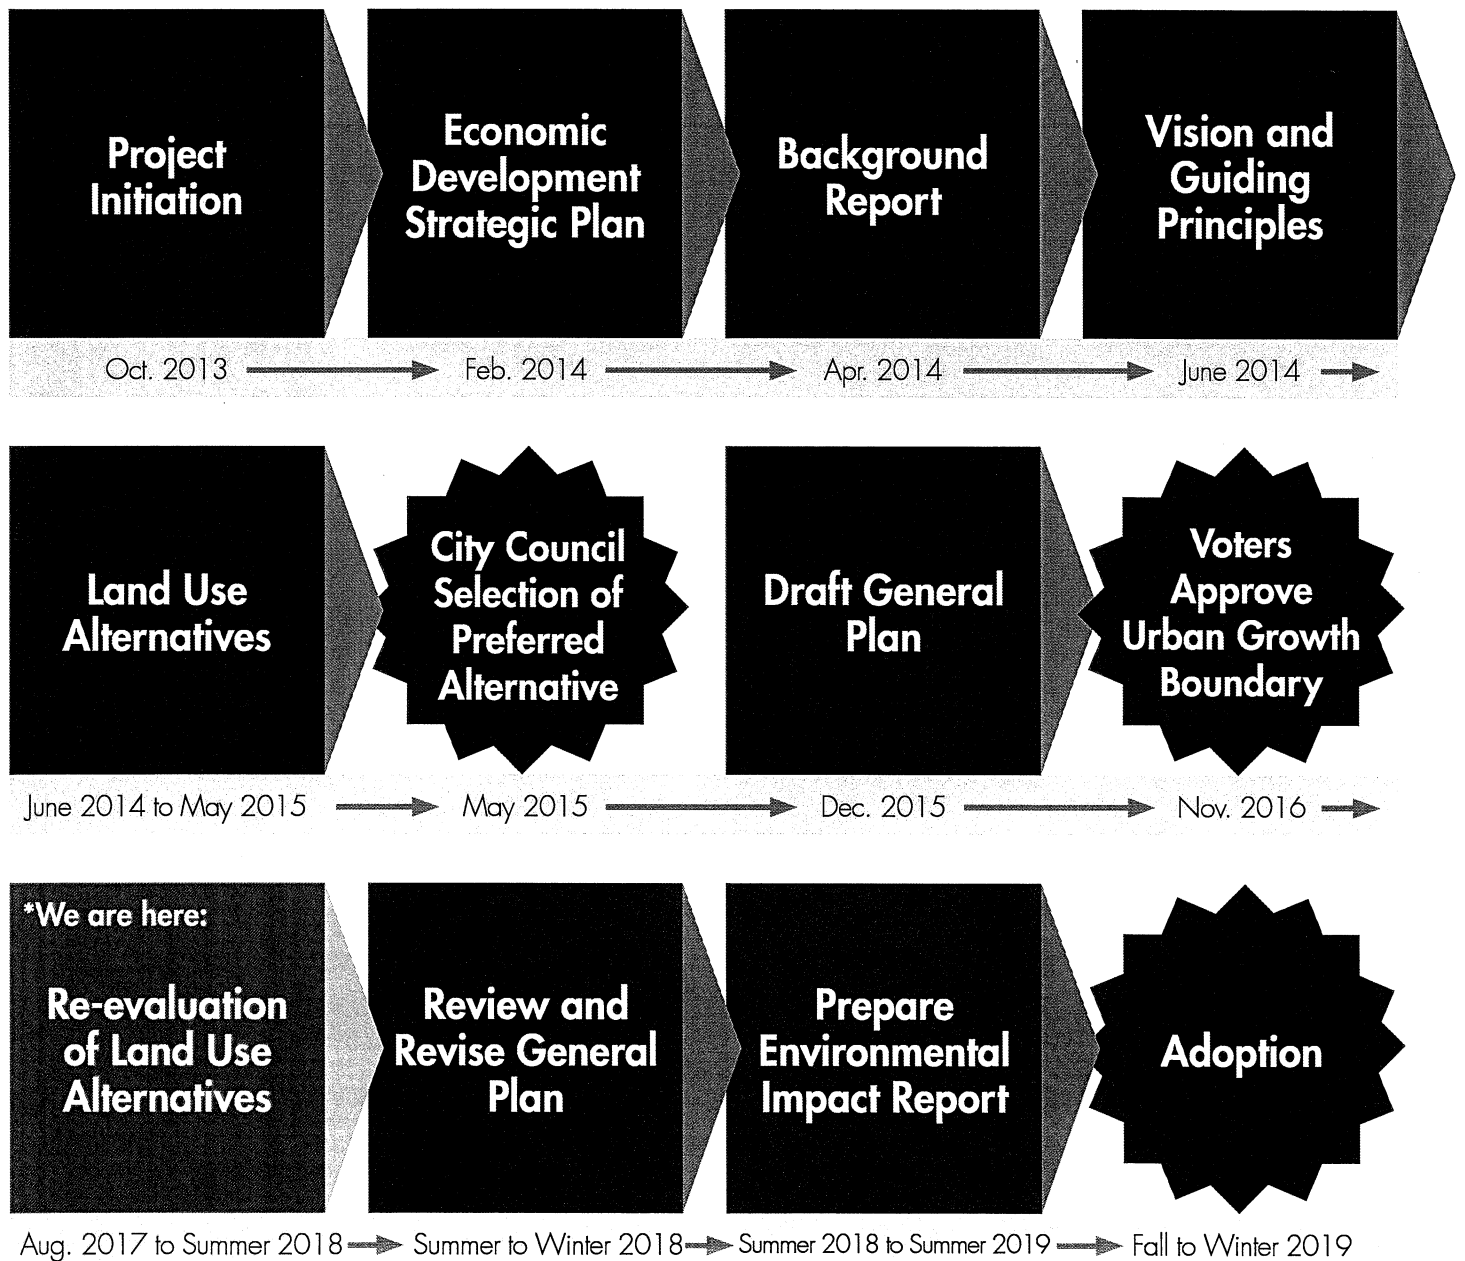 Project
Initiation
Economic
Development
Strategic Plan
Background
Report
Vision and
Guiding
Principles
Oct. 2013
Feb. 2014
Apr. 2014
June 2014
Land Use
Alternatives
City Council
Selection of
Preferred
Alternative
Draft General
Plan
Voters
Approve
Urban Growth
Boundary
June 2014 to May 2015
May 2015
Dec. 2015
Nov. 2016
*We are here:
Re-evaluation
of Land Use
Alternatives
Review and
Revise General
Plan
Prepare
Environmental
Impact Report
Adoption
Aug. 2017 to Summer 2018
Summer to Winter 2018
Summer 2018 to Summer 2019
Fall to Winter 2019